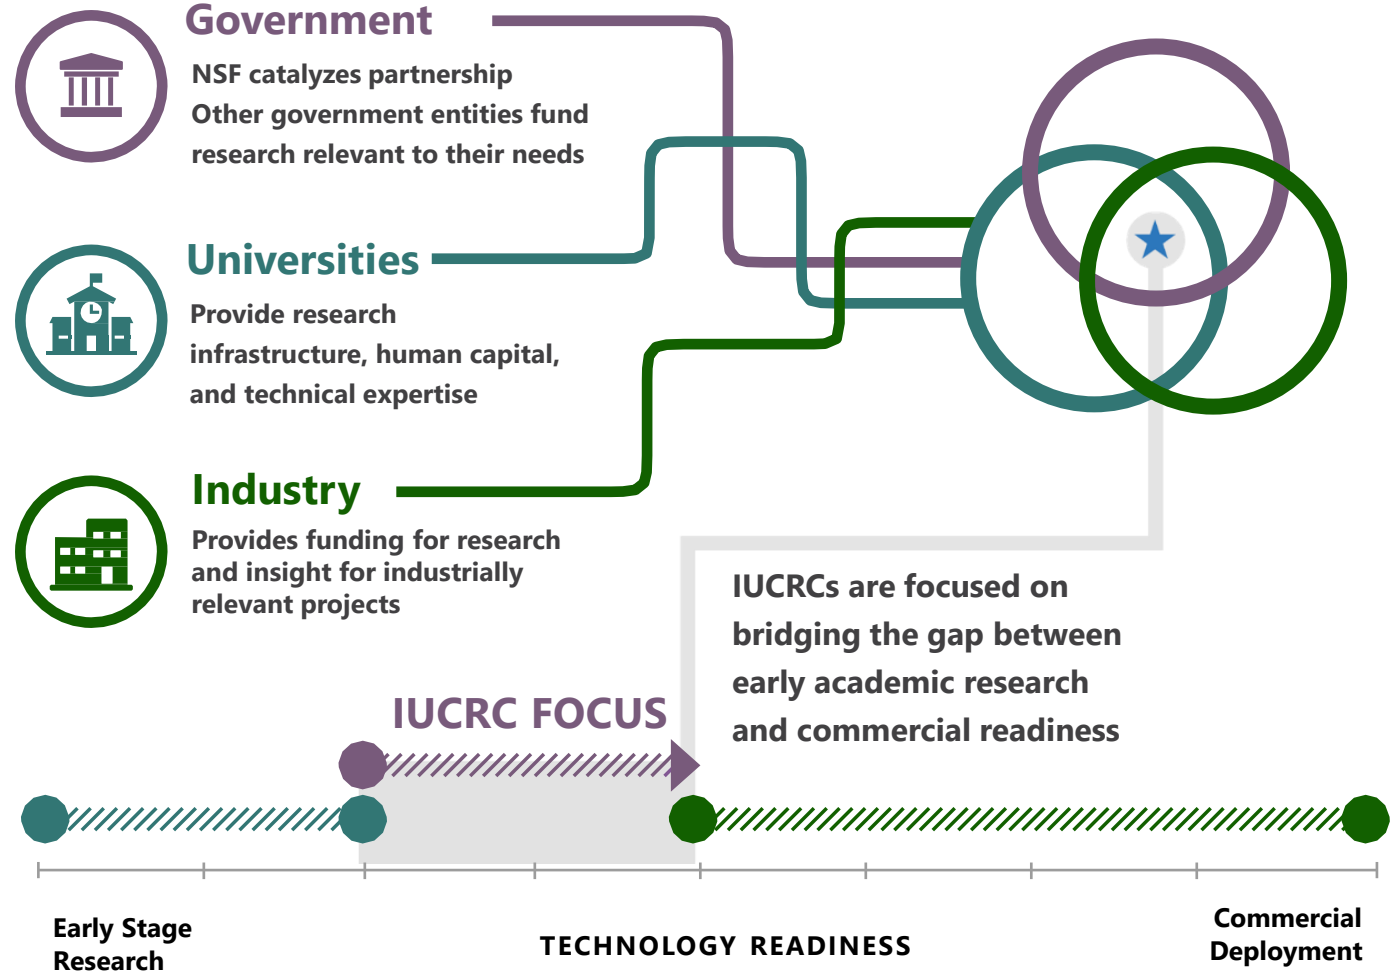 Government
NSF catalyzes partnership
Other government entities fund
research relevant to their needs
Universities
Provide research
infrastructure, human capital,
and technical expertise
Industry
Provides funding for research
and insight for industrially
relevant projects
IUCRCs are focused on
bridging the gap between
early academic research
and commercial readiness
IUCRC FOCUS
Early Stage
Research
TECHNOLOGY READINESS
Commercial
Deployment